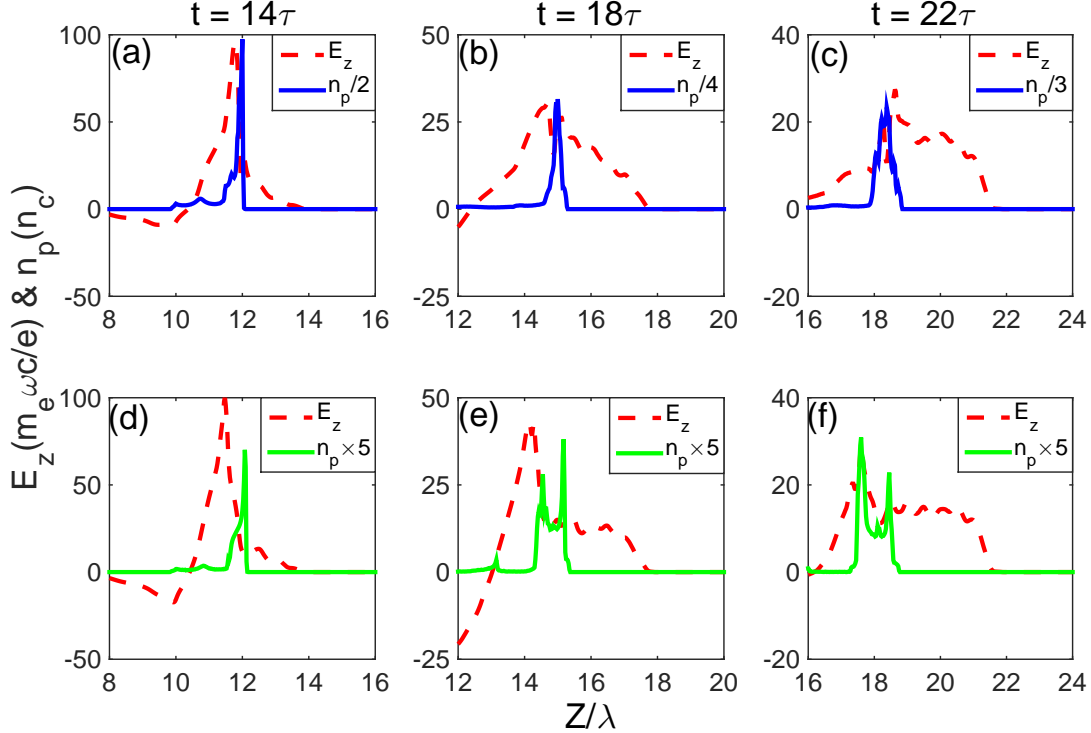 t = 14τ t = 18τ t = 22τ
E_z(m_e ωc/e) & n_p(n_c)
(a)
E_z
n_p/2
100
50
0
-50
8 10 12 14 16
(b)
E_z
n_p/4
50
25
0
-25
12 14 16 18 20
(c)
E_z
n_p/3
40
20
0
-20
16 18 20 22 24
(d)
E_z
n_p×5
100
50
0
-50
8 10 12 14 16
(e)
E_z
n_p×5
50
25
0
-25
12 14 16 18 20
(f)
E_z
n_p×5
40
20
0
-20
16 18 20 22 24
Z/λ